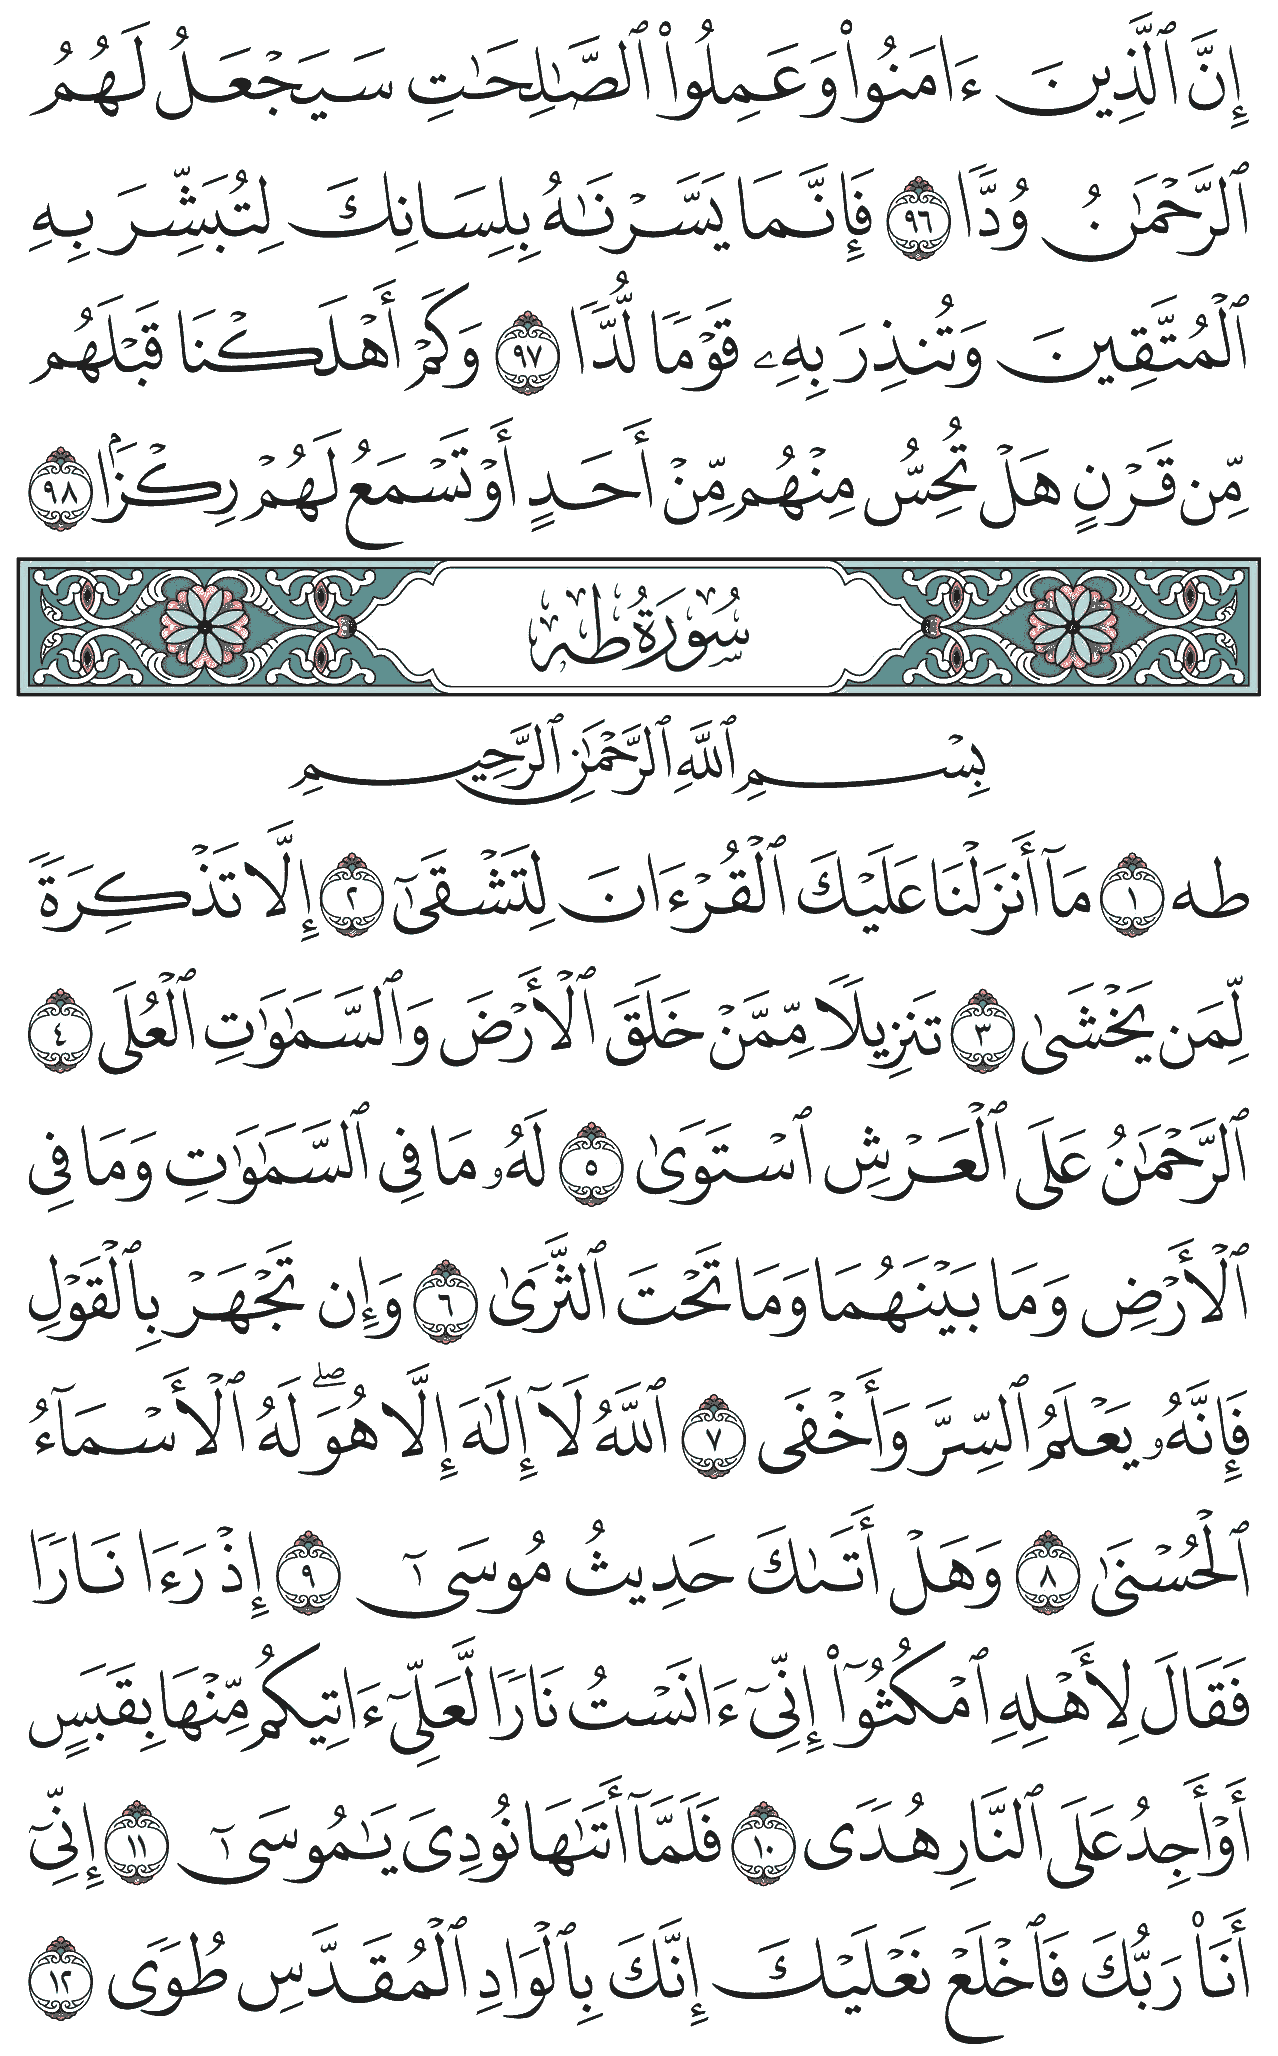 إِنَّ ٱلَّذِينَ ءَامَنُوا۟ وَعَمِلُوا۟ ٱلصَّـٰلِحَـٰتِ سَيَجْعَلُ لَهُمُ
ٱلرَّحْمَـٰنُ وُدًّا ٩٦ فَإِنَّمَا يَسَّرْنَـٰهُ بِلِسَانِكَ لِتُبَشِّرَ بِهِ
ٱلْمُتَّقِينَ وَتُنذِرَ بِهِۦ قَوْمًا لُّدًّا ٩٧ وَكَمْ أَهْلَكْنَا قَبْلَهُم
مِّن قَرْنٍ هَلْ تُحِسُّ مِنْهُم مِّنْ أَحَدٍ أَوْ تَسْمَعُ لَهُمْ رِكْزًۢا ٩٨
سُورَةُ طه
بِسْمِ ٱللَّهِ ٱلرَّحْمَـٰنِ ٱلرَّحِيمِ
طه ١ مَآ أَنزَلْنَا عَلَيْكَ ٱلْقُرْءَانَ لِتَشْقَىٰٓ ٢ إِلَّا تَذْكِرَةً
لِّمَن يَخْشَىٰ ٣ تَنزِيلًا مِّمَّنْ خَلَقَ ٱلْأَرْضَ وَٱلسَّمَـٰوَٰتِ ٱلْعُلَى ٤
ٱلرَّحْمَـٰنُ عَلَى ٱلْعَرْشِ ٱسْتَوَىٰ ٥ لَهُۥ مَا فِى ٱلسَّمَـٰوَٰتِ وَمَا فِى
ٱلْأَرْضِ وَمَا بَيْنَهُمَا وَمَا تَحْتَ ٱلثَّرَىٰ ٦ وَإِن تَجْهَرْ بِٱلْقَوْلِ
فَإِنَّهُۥ يَعْلَمُ ٱلسِّرَّ وَأَخْفَى ٧ ٱللَّهُ لَآ إِلَـٰهَ إِلَّا هُوَ ۖ لَهُ ٱلْأَسْمَآءُ
ٱلْحُسْنَىٰ ٨ وَهَلْ أَتَىٰكَ حَدِيثُ مُوسَىٰٓ ٩ إِذْ رَءَا نَارًا
فَقَالَ لِأَهْلِهِ ٱمْكُثُوٓا۟ إِنِّىٓ ءَانَسْتُ نَارًا لَّعَلِّىٓ ءَاتِيكُم مِّنْهَا بِقَبَسٍ
أَوْ أَجِدُ عَلَى ٱلنَّارِ هُدًى ١٠ فَلَمَّآ أَتَىٰهَا نُودِىَ يَـٰمُوسَىٰٓ ١١ إِنِّىٓ
أَنَا۠ رَبُّكَ فَٱخْلَعْ نَعْلَيْكَ إِنَّكَ بِٱلْوَادِ ٱلْمُقَدَّسِ طُوًى ١٢